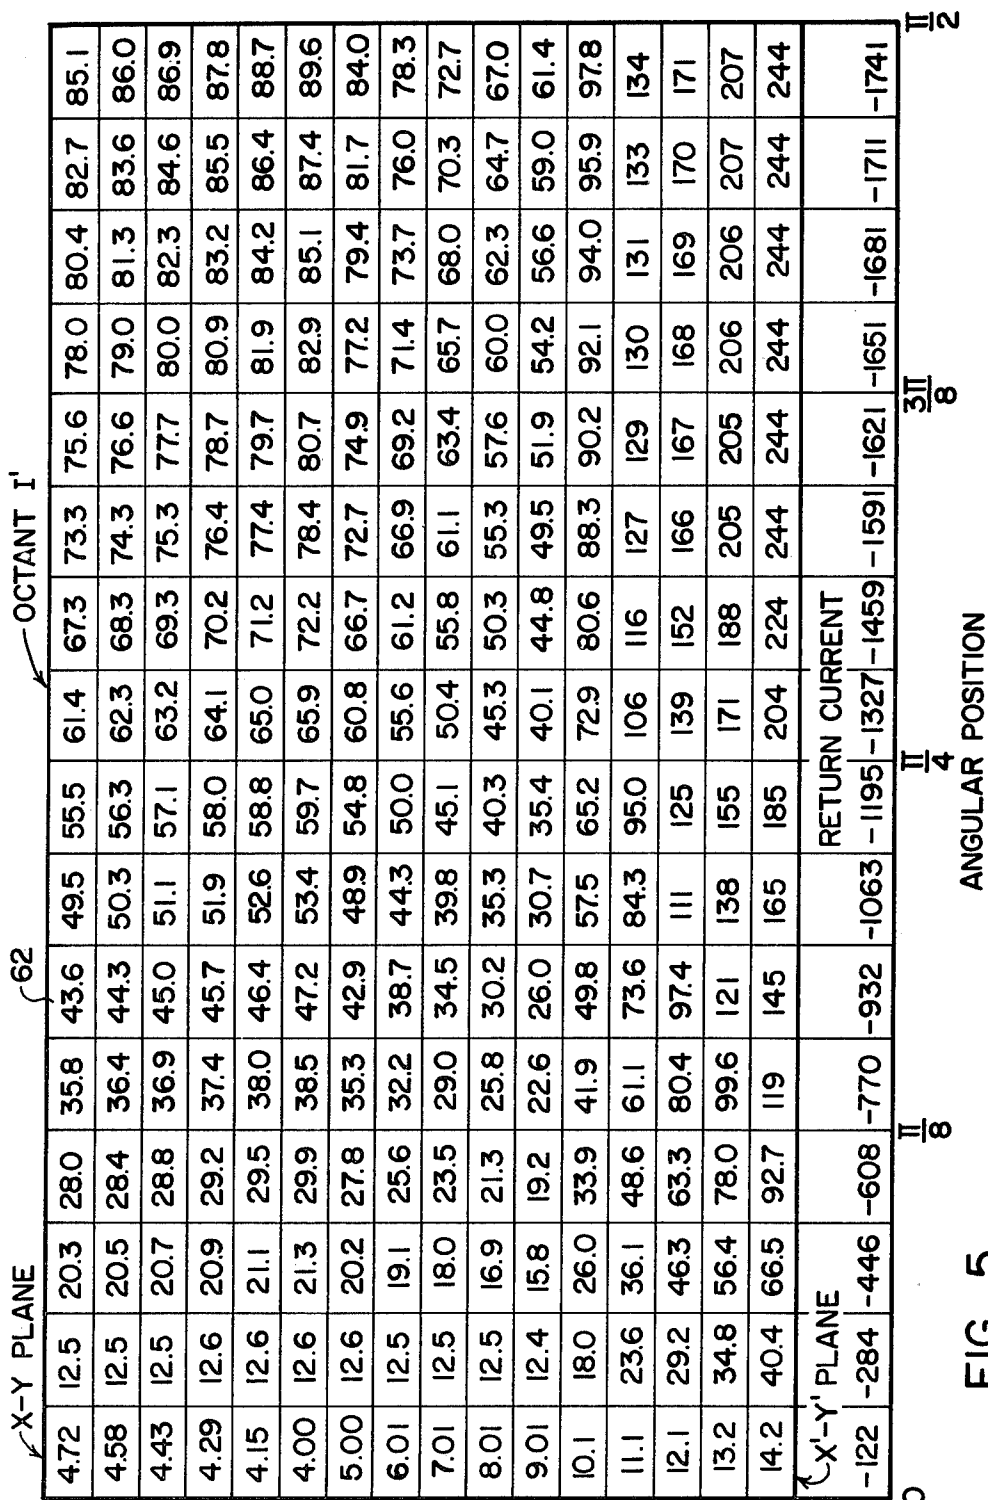 X-Y PLANE
62
OCTANT I'
4.72 12.5 20.3 28.0 35.8 43.6 49.5 55.5 61.4 67.3 73.3 75.6 78.0 80.4 82.7 85.1
4.58 12.5 20.5 28.4 36.4 44.3 50.3 56.3 62.3 68.3 74.3 76.6 79.0 81.3 83.6 86.0
4.43 12.5 20.7 28.8 36.9 45.0 51.1 57.1 63.2 69.3 75.3 77.7 80.0 82.3 84.6 86.9
4.29 12.6 20.9 29.2 37.4 45.7 51.9 58.0 64.1 70.2 76.4 78.7 80.9 83.2 85.5 87.8
4.15 12.6 21.1 29.5 38.0 46.4 52.6 58.8 65.0 71.2 77.4 79.7 81.9 84.2 86.4 88.7
4.00 12.6 21.3 29.9 38.5 47.2 53.4 59.7 65.9 72.2 78.4 80.7 82.9 85.1 87.4 89.6
5.00 12.6 20.2 27.8 35.3 42.9 48.9 54.8 60.8 66.7 72.7 74.9 77.2 79.4 81.7 84.0
6.01 12.5 19.1 25.6 32.2 38.7 44.3 50.0 55.6 61.2 66.9 69.2 71.4 73.7 76.0 78.3
7.01 12.5 18.0 23.5 29.0 34.5 39.8 45.1 50.4 55.8 61.1 63.4 65.7 68.0 70.3 72.7
8.01 12.5 16.9 21.3 25.8 30.2 35.3 40.3 45.3 50.3 55.3 57.6 60.0 62.3 64.7 67.0
9.01 12.4 15.8 19.2 22.6 26.0 30.7 35.4 40.1 44.8 49.5 51.9 54.2 56.6 59.0 61.4
10.1 18.0 26.0 33.9 41.9 49.8 57.5 65.2 72.9 80.6 88.3 90.2 92.1 94.0 95.9 97.8
11.1 23.6 36.1 48.6 61.1 73.6 84.3 95.0 106 116 127 129 130 131 133 134
12.1 29.2 46.3 63.3 80.4 97.4 111 125 139 152 166 167 168 169 170 171
13.2 34.8 56.4 78.0 99.6 121 138 155 171 188 205 205 206 206 207 207
14.2 40.4 66.5 92.7 119 145 165 185 204 224 244 244 244 244 244 244
X'-Y' PLANE RETURN CURRENT
-122 -284 -446 -608 -770 -932 -1063 -1195 -1327 -1459 -1591 -1621 -1651 -1681 -1711 -1741
O II/8 II/4 3II/8 II/2
ANGULAR POSITION
FIG. 5